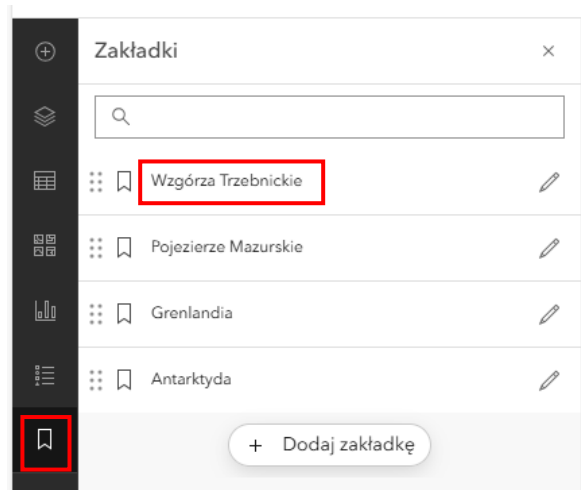 Zakładki
Wzgórza Trzebnickie
Pojezierze Mazurskie
Grenlandia
Antarktyda
+ Dodaj zakładkę